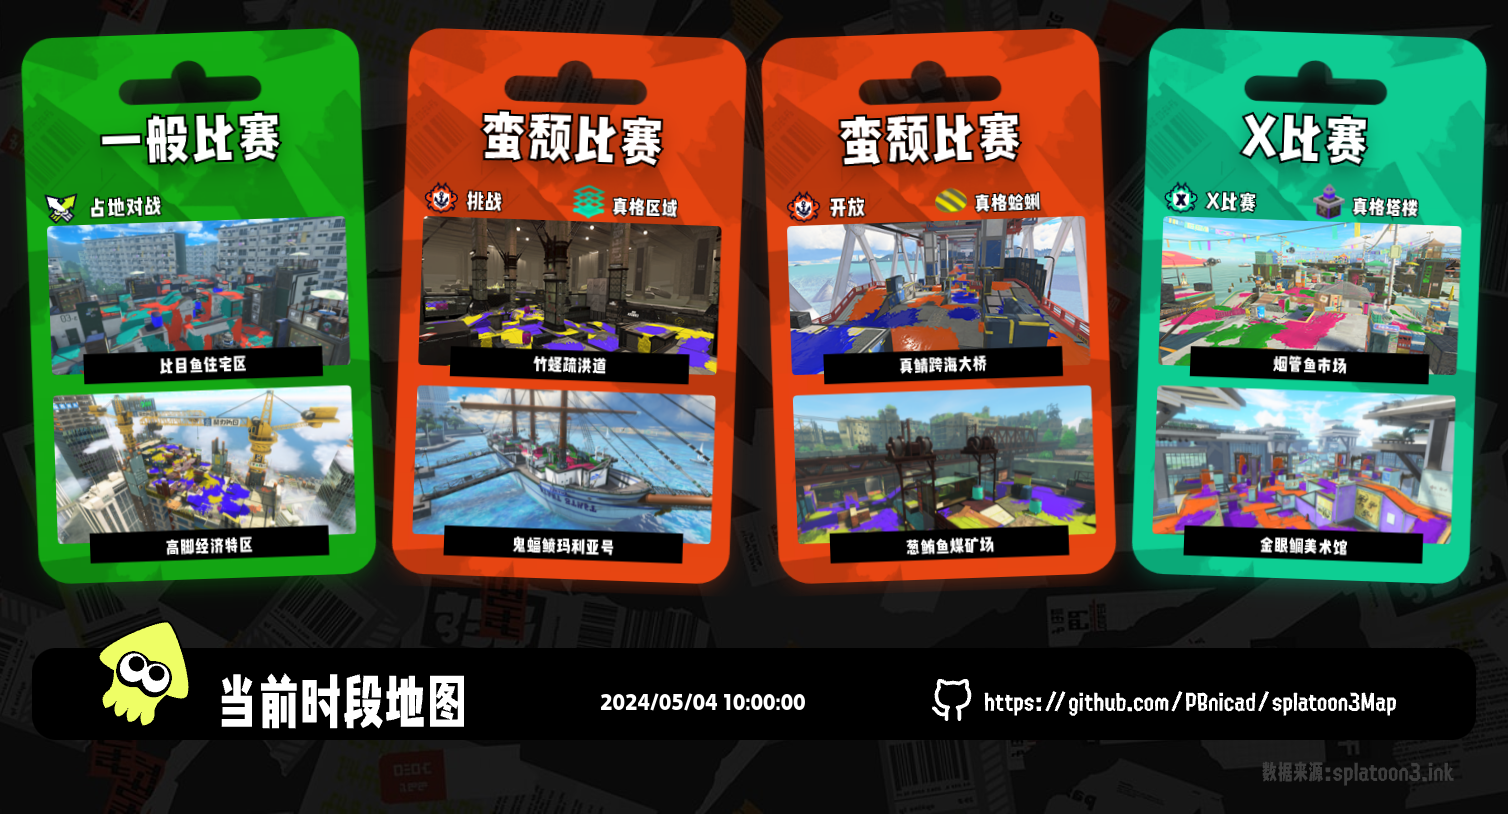 一般比赛
占地对战
比目鱼住宅区
高脚经济特区
蛮颓比赛
挑战
真格区域
竹蛏疏洪道
鬼蝠鲼玛利亚号
蛮颓比赛
开放
真格蛤蜊
真鲷跨海大桥
葱鲔鱼煤矿场
X比赛
X比赛
真格塔楼
烟管鱼市场
金眼鲷美术馆
当前时段地图
2024/05/04 10:00:00
https://github.com/PBnicad/splatoon3Map
数据来源:splatoon3.ink